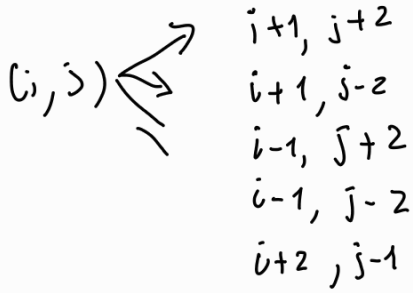 i+1, j+2
(i, j) i+1, j-2
i-1, j+2
i-1, j-2
i+2, j-1